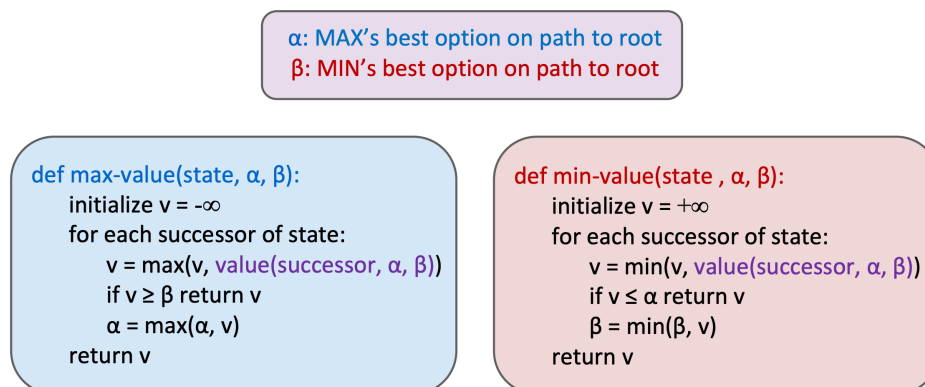 α: MAX's best option on path to root
β: MIN's best option on path to root
def max-value(state, α, β):
initialize v = -∞
for each successor of state:
v = max(v, value(successor, α, β))
if v ≥ β return v
α = max(α, v)
return v
def min-value(state , α, β):
initialize v = +∞
for each successor of state:
v = min(v, value(successor, α, β))
if v ≤ α return v
β = min(β, v)
return v